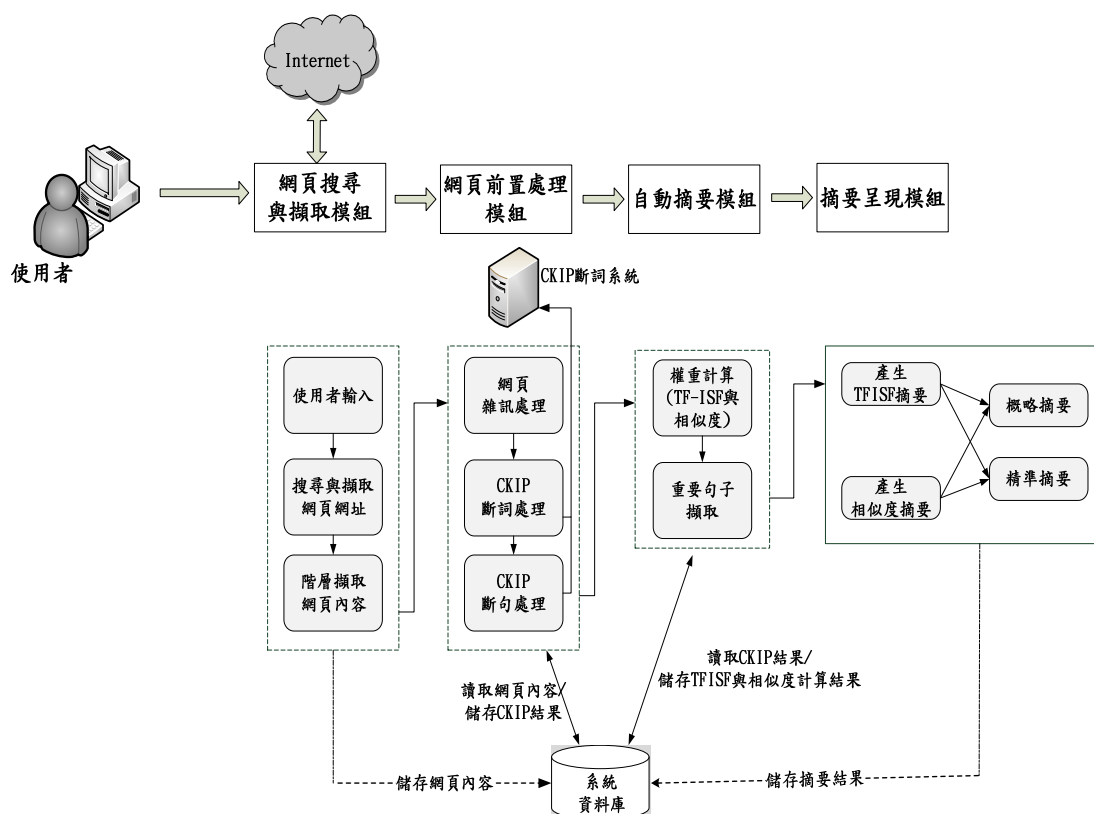 Internet
網頁搜尋
與擷取模組
網頁前置處理
模組
自動摘要模組
摘要呈現模組
使用者
CKIP斷詞系統
使用者輸入
搜尋與擷取
網頁網址
階層擷取
網頁內容
網頁
雜訊處理
CKIP
斷詞處理
CKIP
斷句處理
權重計算
(TF-ISF與
相似度)
重要句子
擷取
產生
TFISF摘要
產生
相似度摘要
概略摘要
精準摘要
讀取網頁內容/
儲存CKIP結果
讀取CKIP結果/
儲存TFISF與相似度計算結果
儲存網頁內容
系統
資料庫
儲存摘要結果